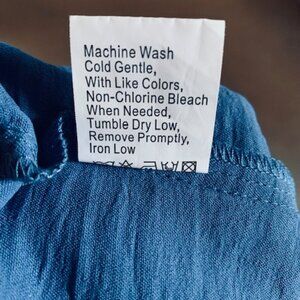 Machine Wash
Cold Gentle,
With Like Colors,
Non-Chlorine Bleach
When Needed,
Tumble Dry Low,
Remove Promptly,
Iron Low